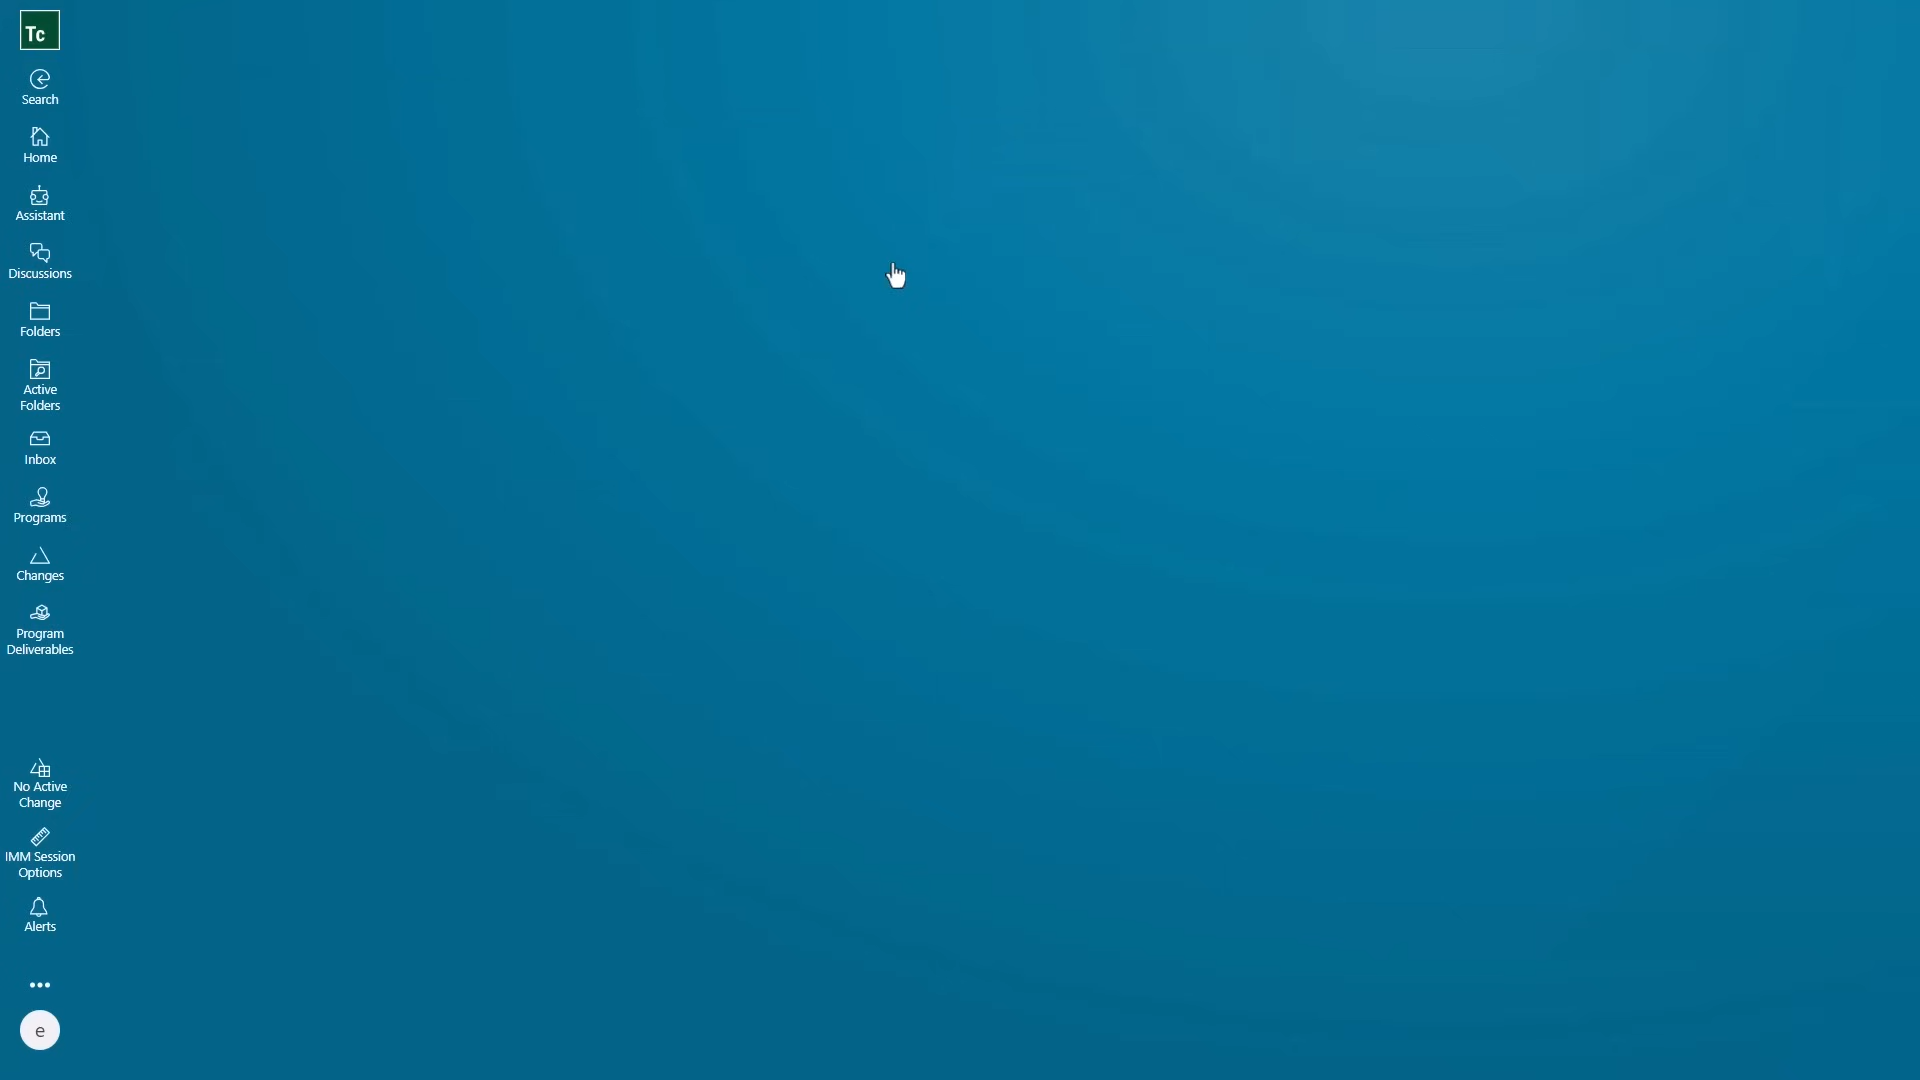 Tc
Search
Home
Assistant
Discussions
Folders
Active
Folders
Inbox
Programs
Changes
Program
Deliverables
No Active
Change
IMM Session
Options
Alerts
e